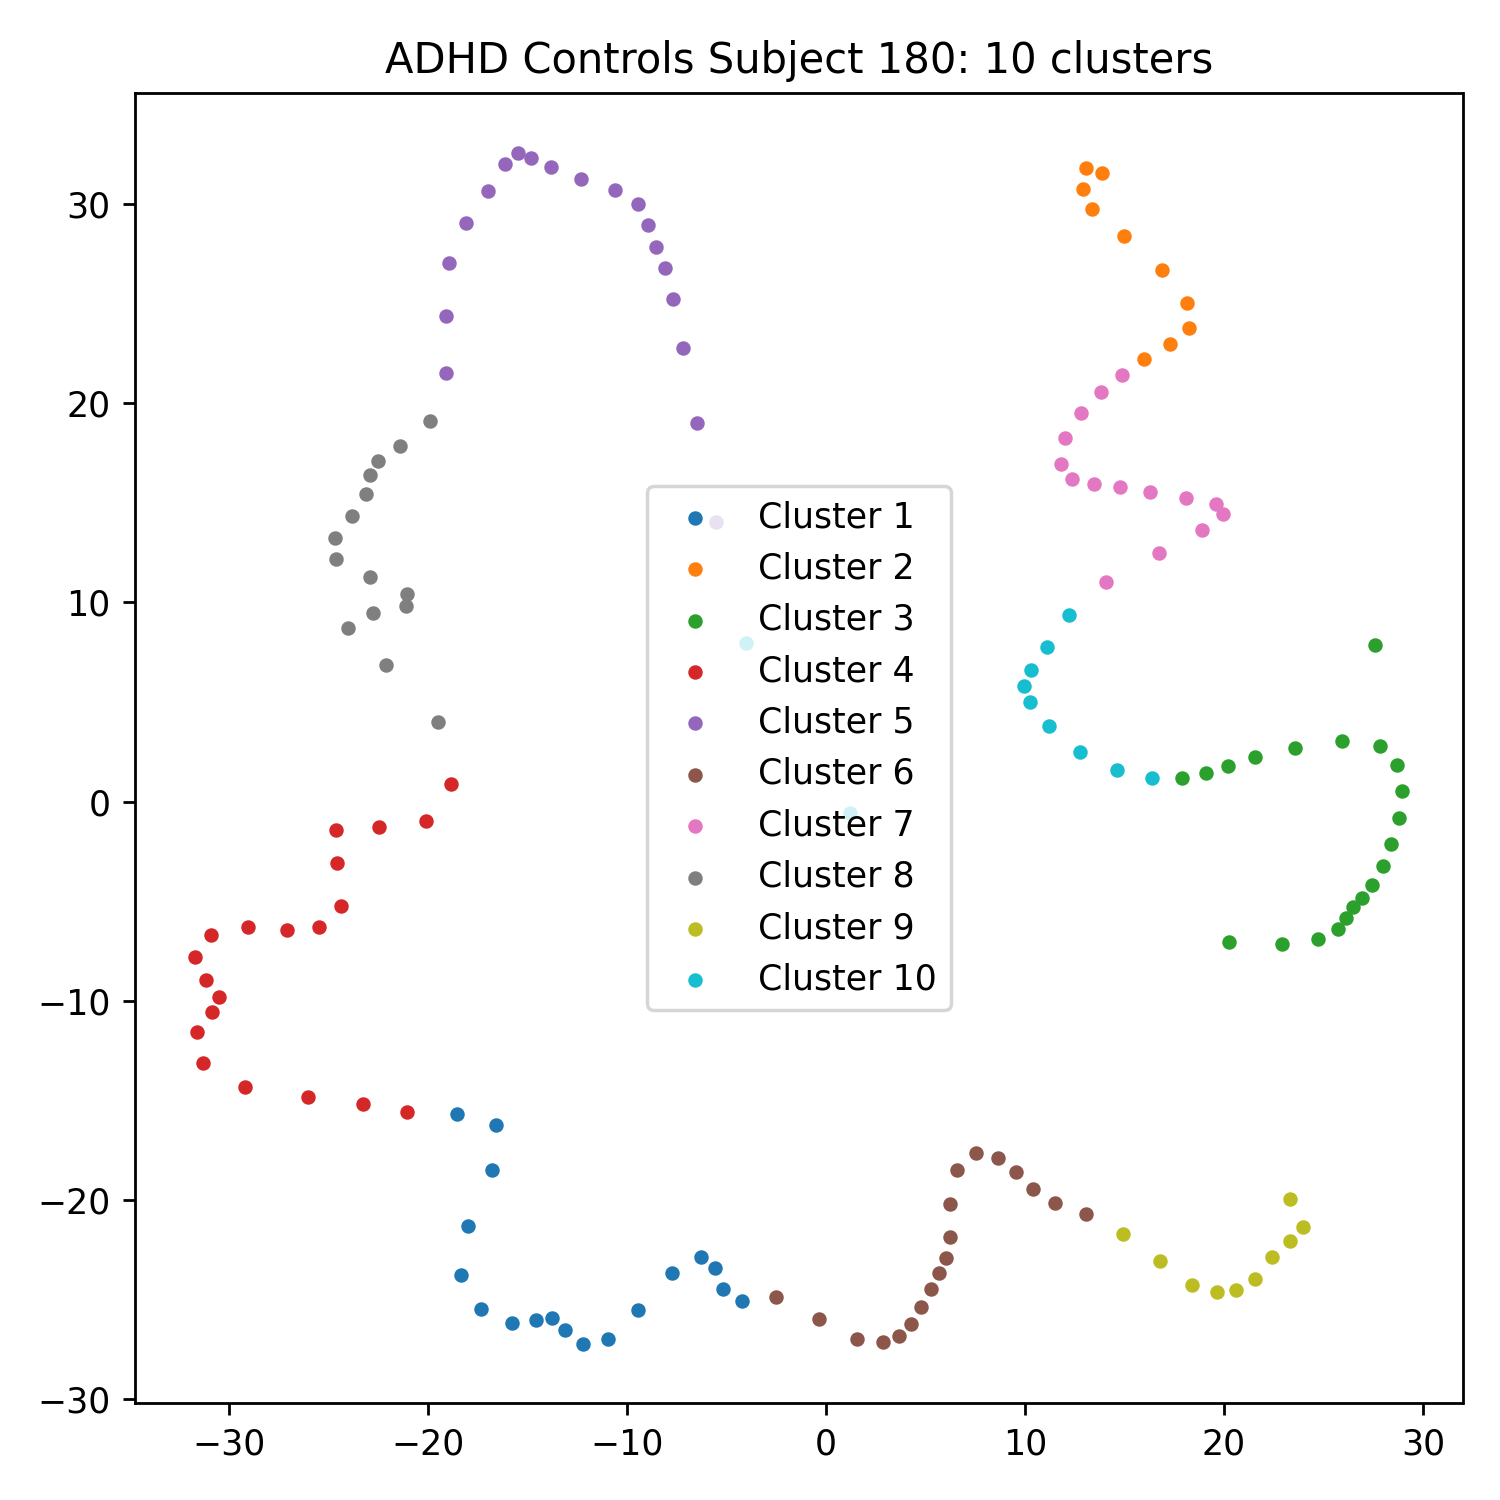 ADHD Controls Subject 180: 10 clusters
30
20
10
0
−10
−20
−30
−30
−20
−10
0
10
20
30
Cluster 1
Cluster 2
Cluster 3
Cluster 4
Cluster 5
Cluster 6
Cluster 7
Cluster 8
Cluster 9
Cluster 10